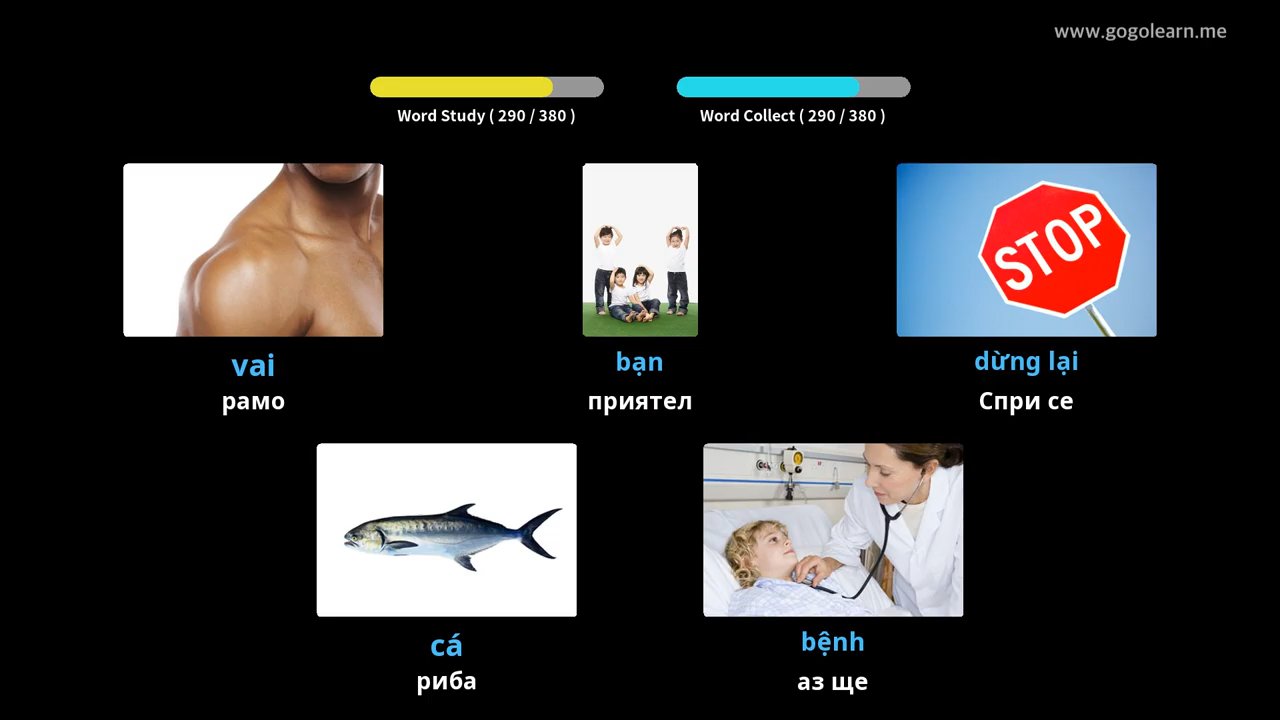 www.gogolearn.me
Word Study ( 290 / 380 )
Word Collect ( 290 / 380 )
STOP
vai
bạn
dừng lại
рамо
приятел
Спри се
cá
bệnh
риба
аз ще